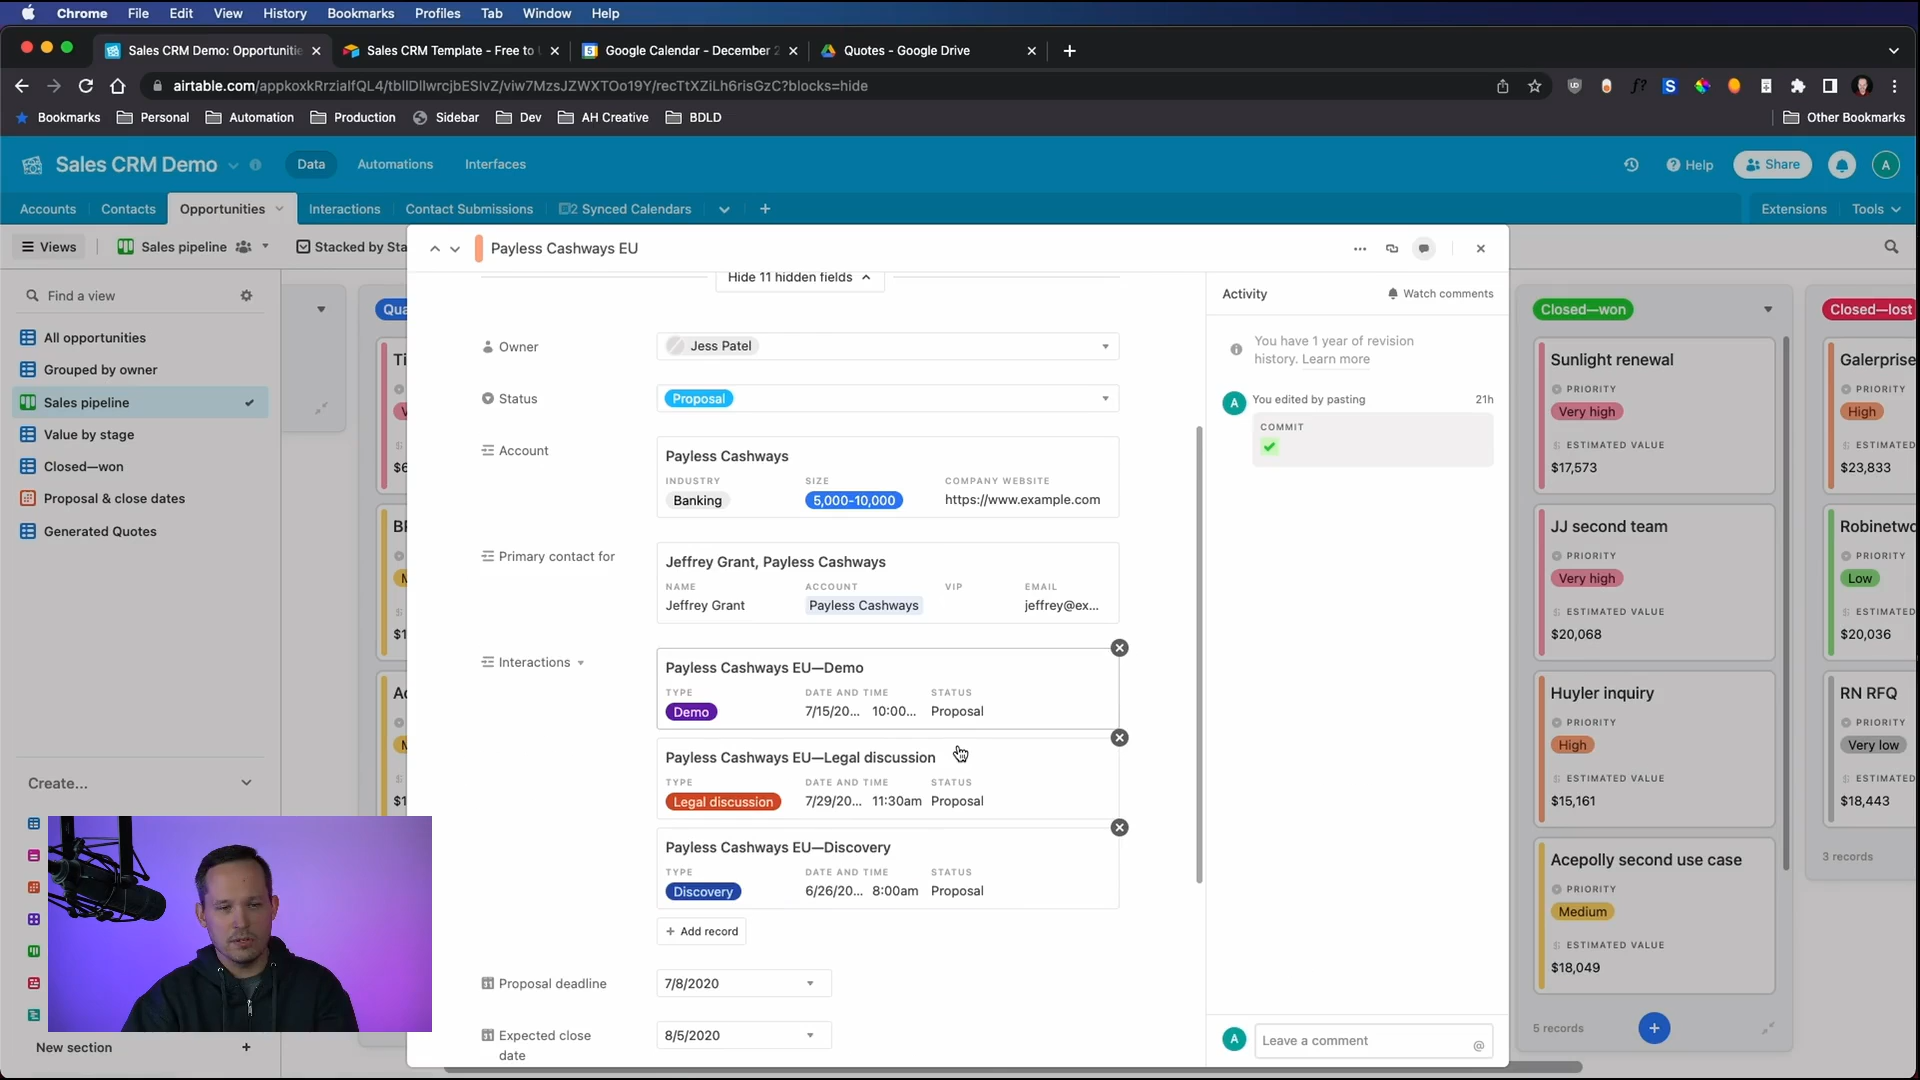 Chrome File Edit View History Bookmarks Profiles Tab Window Help
Sales CRM Demo: Opportunitie
Sales CRM Template - Free to
Google Calendar - December 2
Quotes - Google Drive
airtable.com/appkoxkRrzialfQL4/tblIDllwrcjbESlvZ/viw7MzsJZWXTOo19Y/recTtXZiLh6risGzC?blocks=hide
Bookmarks Personal Automation Production Sidebar Dev AH Creative BDLD Other Bookmarks
Sales CRM Demo Data Automations Interfaces Help Share A
Accounts Contacts Opportunities Interactions Contact Submissions 2 Synced Calendars Extensions Tools
Views Sales pipeline Stacked by Sta
Find a view
All opportunities
Group by owner
Sales pipeline
Value by stage
Closed—won
Proposal & close dates
Generated Quotes
Create...
New section
Qua
Ti
BR
Ac
Payless Cashways EU
Hide 11 hidden fields
Owner Jess Patel
Status Proposal
Account
Payless Cashways
INDUSTRY SIZE COMPANY WEBSITE
Banking 5,000-10,000 https://www.example.com
Primary contact for
Jeffrey Grant, Payless Cashways
NAME ACCOUNT VIP EMAIL
Jeffrey Grant Payless Cashways jeffrey@ex...
Interactions
Payless Cashways EU—Demo
TYPE DATE AND TIME STATUS
Demo 7/15/20... 10:00... Proposal
Payless Cashways EU—Legal discussion
TYPE DATE AND TIME STATUS
Legal discussion 7/29/20... 11:30am Proposal
Payless Cashways EU—Discovery
TYPE DATE AND TIME STATUS
Discovery 6/26/20... 8:00am Proposal
Add record
Proposal deadline 7/8/2020
Expected close date 8/5/2020
Activity Watch comments
You have 1 year of revision
history. Learn more
A You edited by pasting 21h
COMMIT
A Leave a comment @
Closed—won
Sunlight renewal
PRIORITY
Very high
ESTIMATED VALUE
$17,573
JJ second team
PRIORITY
Very high
ESTIMATED VALUE
$20,068
Huyler inquiry
PRIORITY
High
ESTIMATED VALUE
$15,161
Acepolly second use case
PRIORITY
Medium
ESTIMATED VALUE
$18,049
5 records
Closed—lost
Galerprise
PRIORITY
High
ESTIMATED
$23,833
Robinetwo
PRIORITY
Low
ESTIMATED
$20,036
RN RFQ
PRIORITY
Very low
ESTIMATED
$18,443
3 records